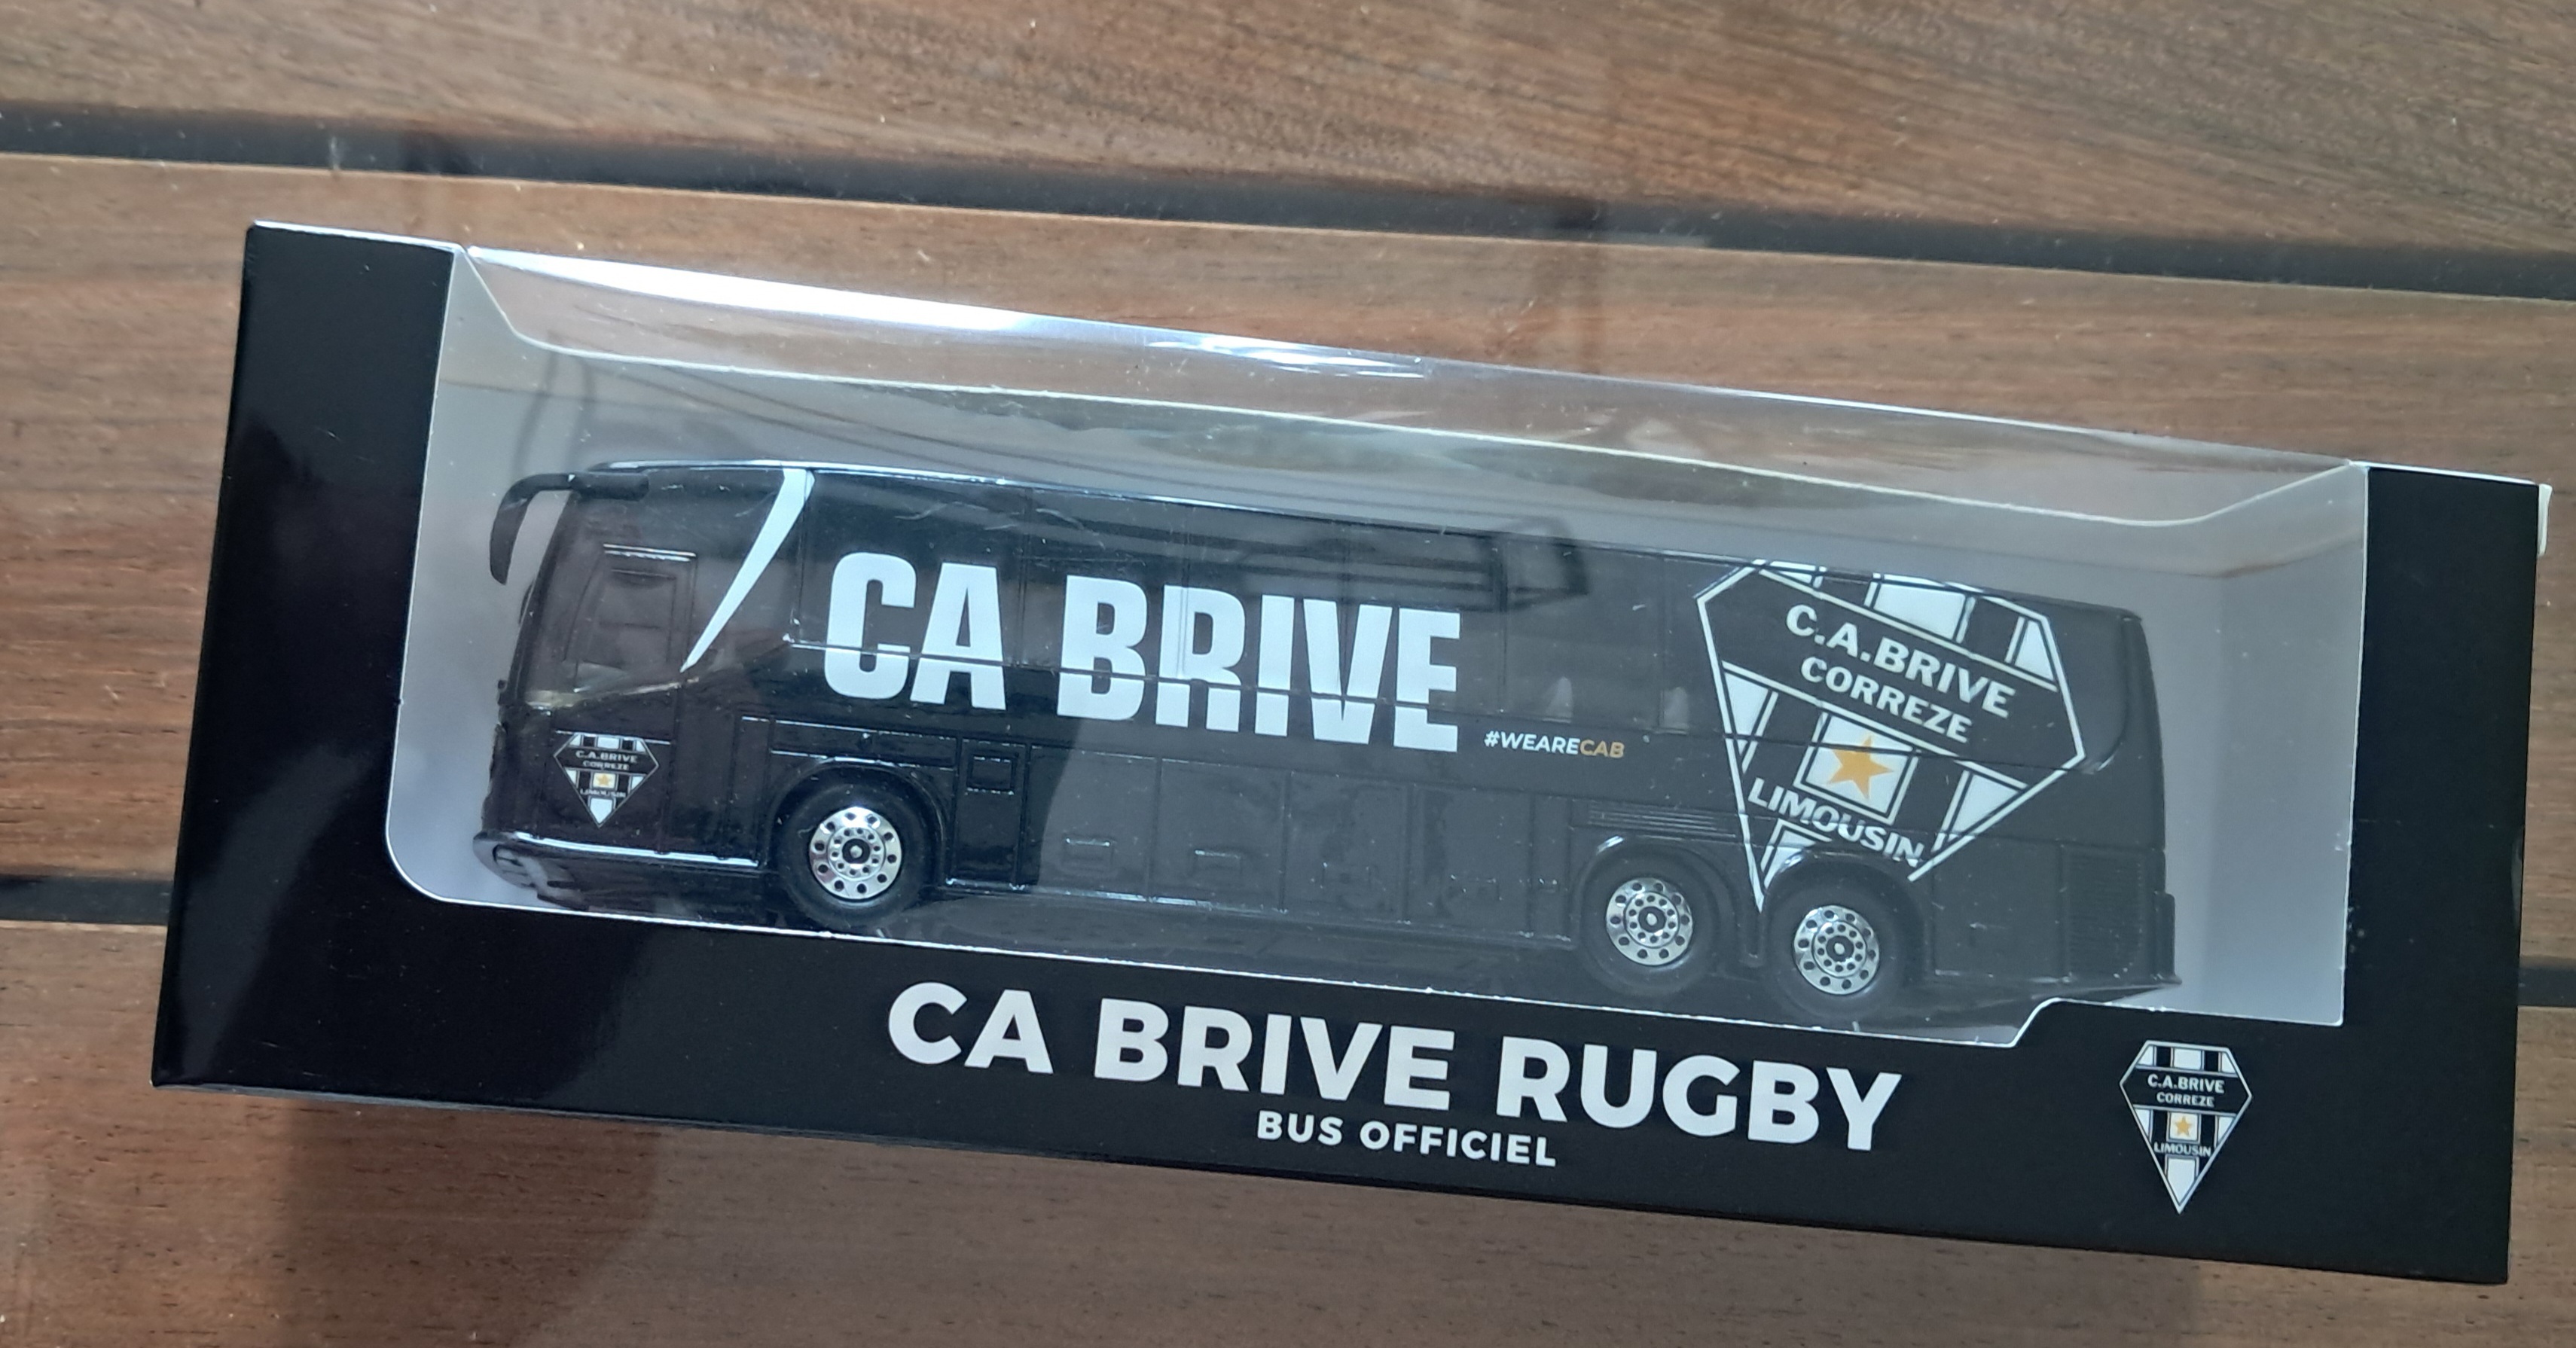 CA BRIVE
#WEARECAB
C.A.BRIVE
CORREZE
LIMOUSIN
C.A.BRIVE
CORREZE
LIMOUSIN
CA BRIVE RUGBY
BUS OFFICIEL
C.A.BRIVE
CORREZE
LIMOUSIN